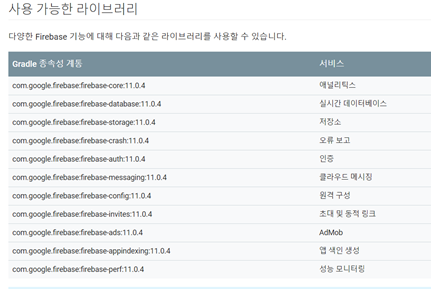 사용 가능한 라이브러리
다양한 Firebase 기능에 대해 다음과 같은 라이브러리를 사용할 수 있습니다.
Gradle 종속성 계통 서비스
com.google.firebase:firebase-core:11.0.4 애널리틱스
com.google.firebase:firebase-database:11.0.4 실시간 데이터베이스
com.google.firebase:firebase-storage:11.0.4 저장소
com.google.firebase:firebase-crash:11.0.4 오류 보고
com.google.firebase:firebase-auth:11.0.4 인증
com.google.firebase:firebase-messaging:11.0.4 클라우드 메시징
com.google.firebase:firebase-config:11.0.4 원격 구성
com.google.firebase:firebase-invites:11.0.4 초대 및 동적 링크
com.google.firebase:firebase-ads:11.0.4 AdMob
com.google.firebase:firebase-appindexing:11.0.4 앱 색인 생성
com.google.firebase:firebase-perf:11.0.4 성능 모니터링